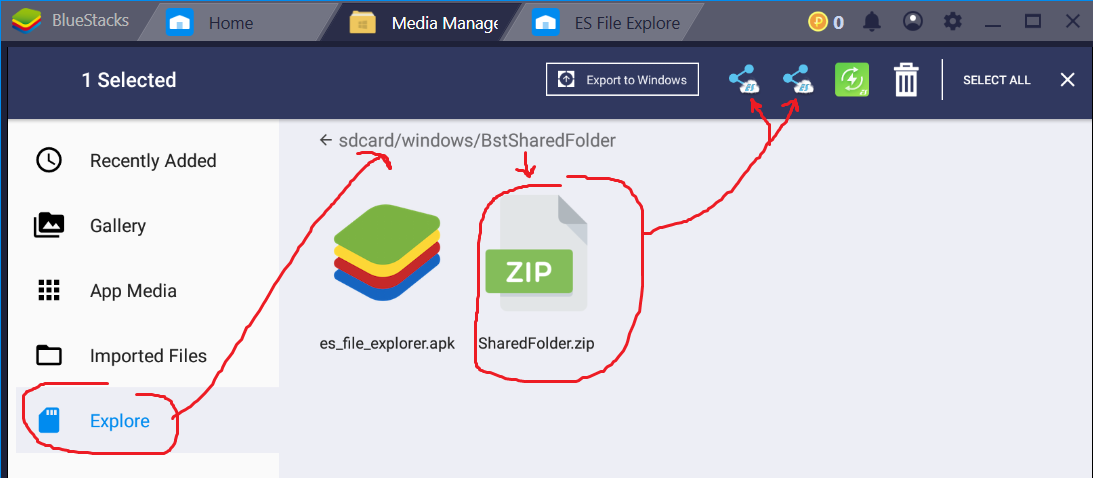 BlueStacks
Home
Media Manage
ES File Explore
P 0
1 Selected
Export to Windows
ES
ES
ES
SELECT ALL
Recently Added
Gallery
App Media
Imported Files
Explore
sdcard/windows/BstSharedFolder
ZIP
es_file_explorer.apk
SharedFolder.zip